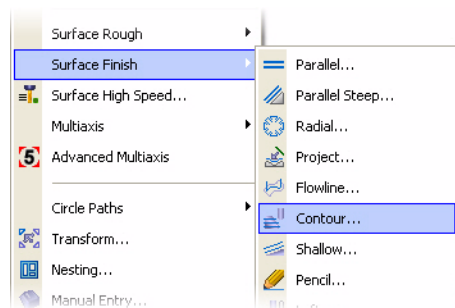 Surface Rough
Surface Finish
Surface High Speed...
Multiaxis
5 Advanced Multiaxis
Circle Paths
Transform...
Nesting...
Manual Entry...
Parallel...
Parallel Steep...
Radial...
Project...
Flowline...
Contour...
Shallow...
Pencil...